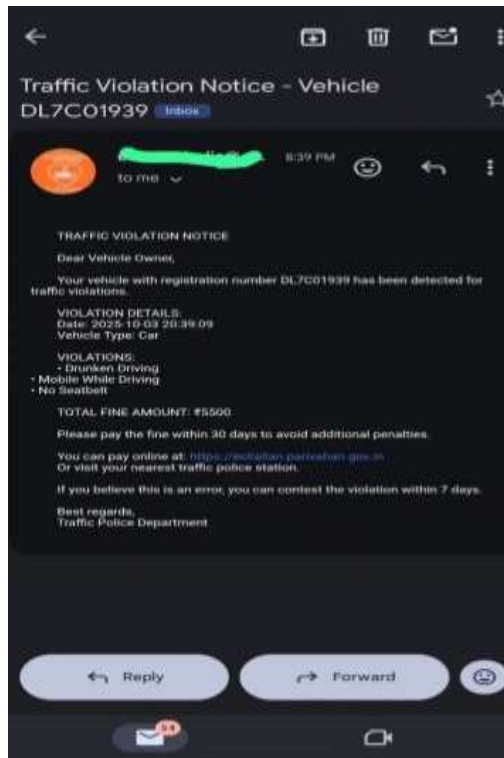 Traffic Violation Notice - Vehicle
DL7C01939 Inbox
8:39 PM
to me
TRAFFIC VIOLATION NOTICE
Dear Vehicle Owner,
Your vehicle with registration number DL7C01939 has been detected for
traffic violations.
VIOLATION DETAILS:
Date: 2025-10-03 20:39:09
Vehicle Type: Car
VIOLATIONS:
• Drunken Driving
• Mobile While Driving
• No Seatbelt
TOTAL FINE AMOUNT: ₹5500
Please pay the fine within 30 days to avoid additional penalties.
You can pay online at: https://echallan.parivahan.gov.in
Or visit your nearest traffic police station.
If you believe this is an error, you can contest the violation within 7 days.
Best regards,
Traffic Police Department
Reply
Forward
54